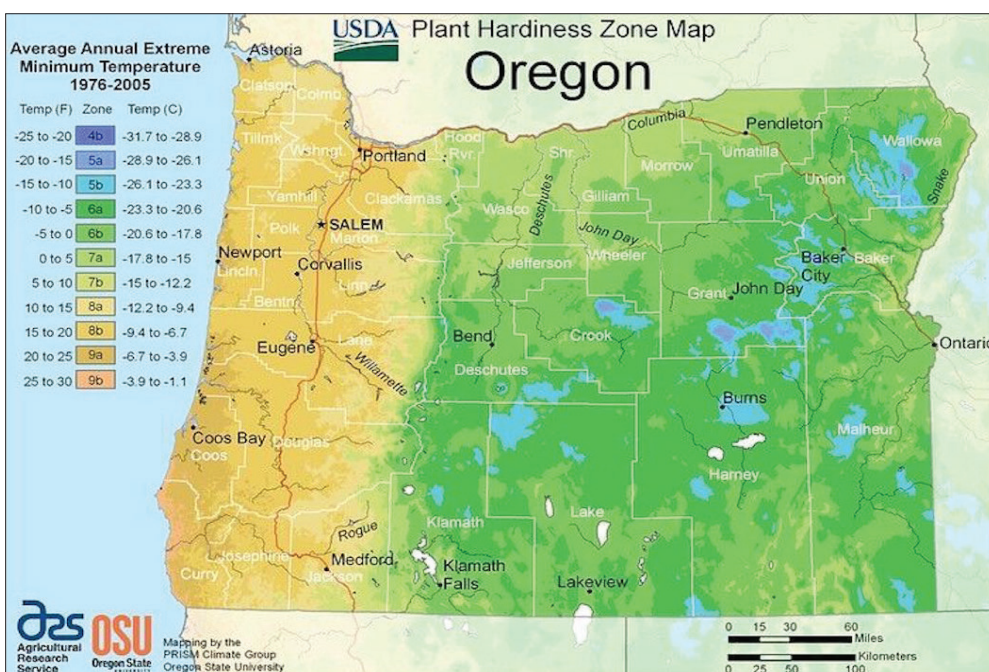 USDA Plant Hardiness Zone Map
Oregon
Average Annual Extreme
Minimum Temperature
1976-2005
Temp (F) Zone Temp (C)
-25 to -20 4b -31.7 to -28.9
-20 to -15 5a -28.9 to -26.1
-15 to -10 5b -26.1 to -23.3
-10 to -5 6a -23.3 to -20.6
-5 to 0 6b -20.6 to -17.8
0 to 5 7a -17.8 to -15
5 to 10 7b -15 to -12.2
10 to 15 8a -12.2 to -9.4
15 to 20 8b -9.4 to -6.7
20 to 25 9a -6.7 to -3.9
25 to 30 9b -3.9 to -1.1
Astoria
Clatsop
Colmb.
Tillmk.
Wshngt.
Portland
Hood
Rvr.
Columbia
Pendleton
Shr.
Morrow
Umatilla
Wallowa
Union
Snake
Yamhill
Clackamas
Wasco
Deschutes
Gilliam
Polk
SALEM
Marion
John Day
Newport
Lincln.
Corvallis
Linn
Jefferson
Wheeler
Baker
City
Baker
Bentn.
Grant
John Day
Eugene
Lane
Bend
Crook
Ontario
Willamette
Deschutes
Burns
Coos Bay
Coos
Douglas
Malheur
Harney
Rogue
Klamath
Lake
Josephine
Medford
Jackson
Curry
Klamath
Falls
Lakeview
ars
Agricultural
Research
Service
OSU
Oregon State
UNIVERSITY
Mapping by the
PRISM Climate Group
Oregon State University
0 15 30 60
Miles
Kilometers
0 25 50 100